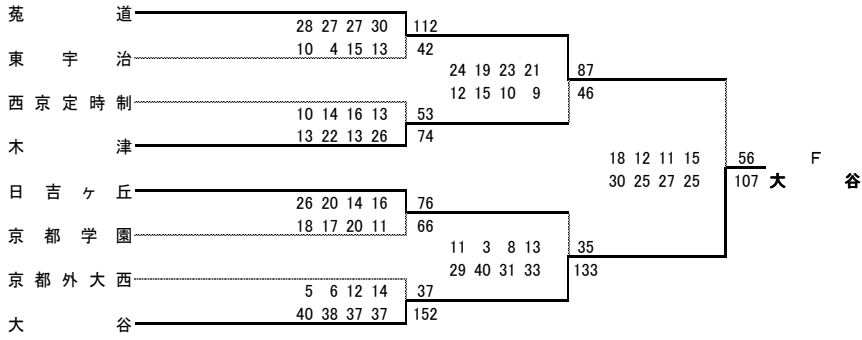 菟道
28 27 27 30 112
東宇治
10 4 15 13 42
24 19 23 21 87
12 15 10 9 46
西京定時制
10 14 16 13 53
木津
13 22 13 26 74
18 12 11 15 56 F
30 25 27 25 107 大谷
日吉ヶ丘
26 20 14 16 76
京都学園
18 17 20 11 66
11 3 8 13 35
29 40 31 33 133
京都外大西
5 6 12 14 37
大谷
40 38 37 37 152